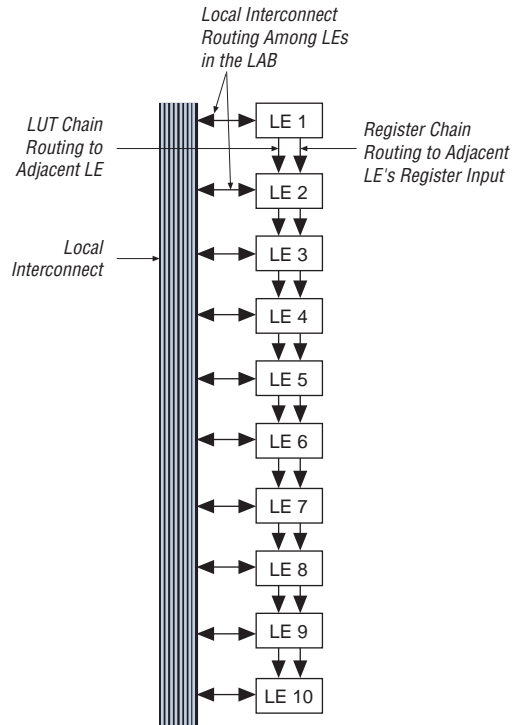 Local Interconnect
Routing Among LEs
in the LAB
LUT Chain
Routing to
Adjacent LE
Register Chain
Routing to Adjacent
LE's Register Input
Local
Interconnect
LE 1
LE 2
LE 3
LE 4
LE 5
LE 6
LE 7
LE 8
LE 9
LE 10